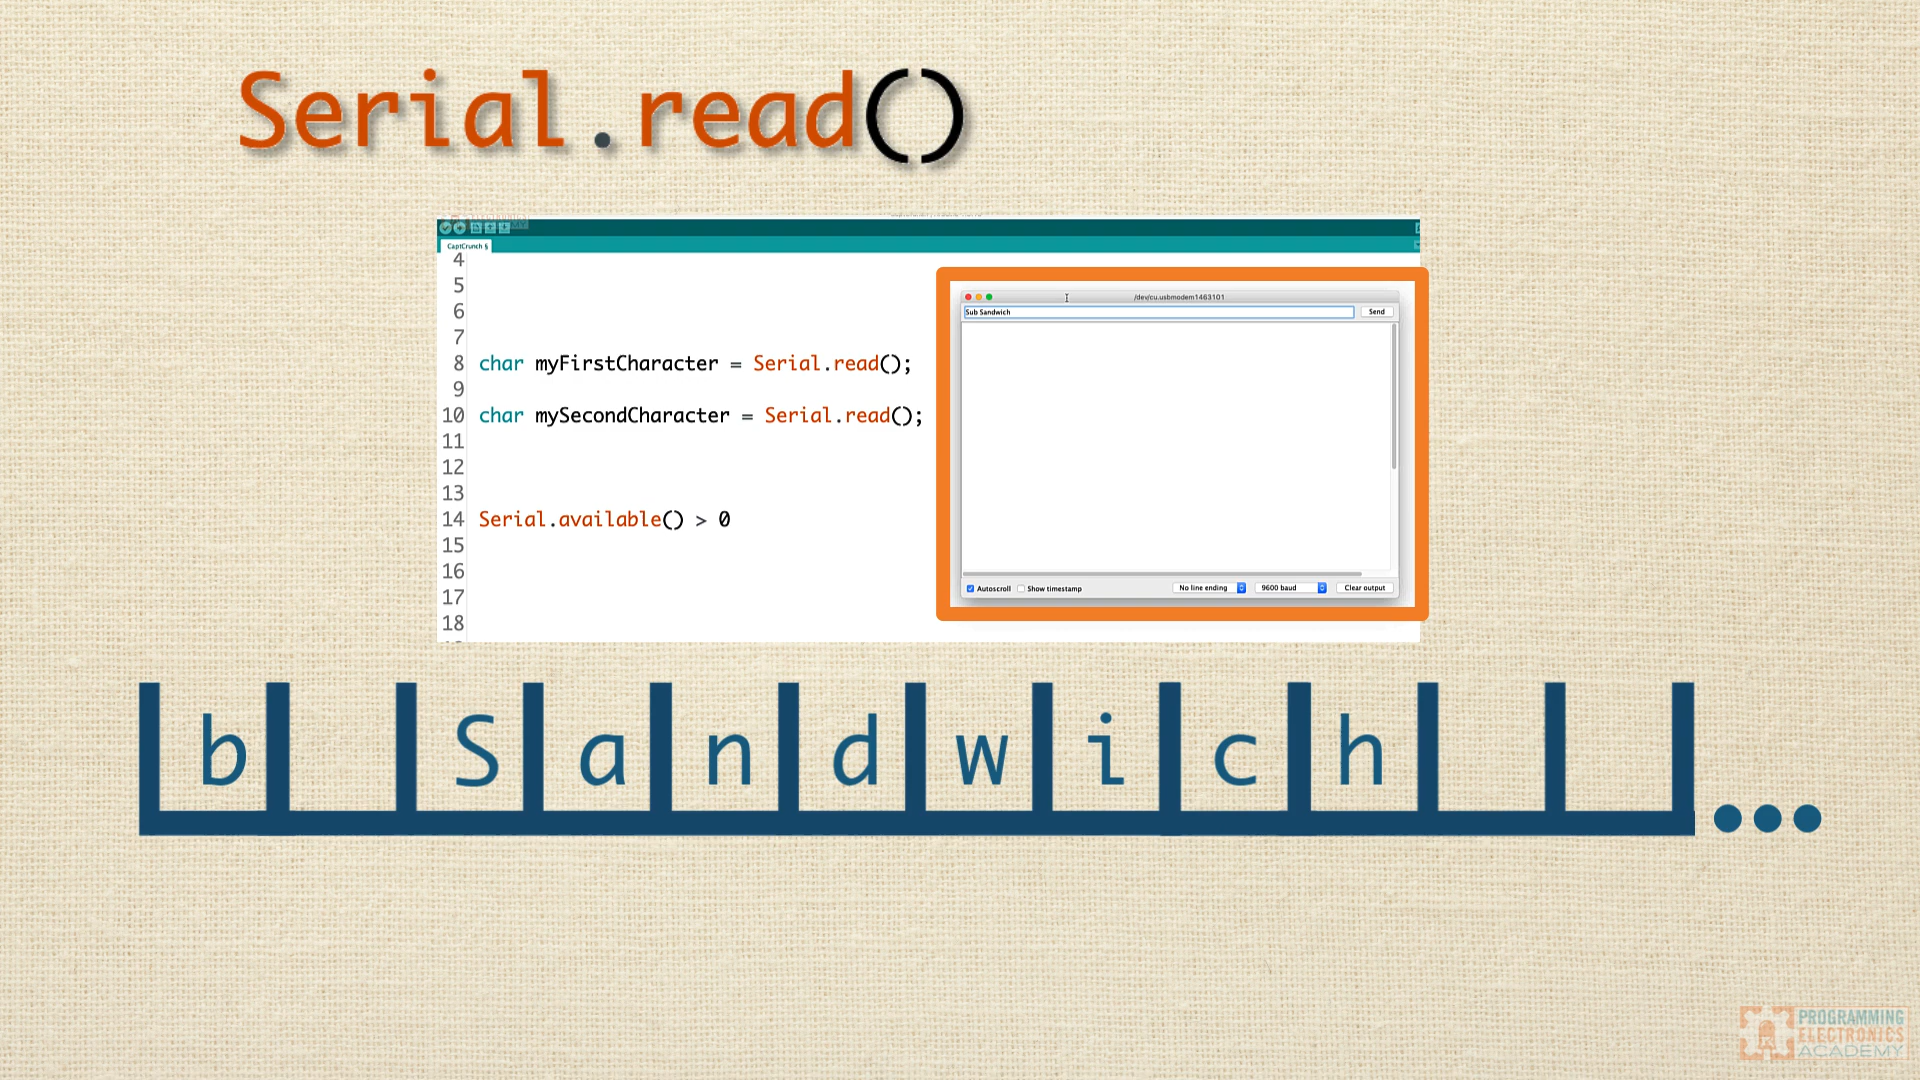 Serial.read()
CaptCrunch §
4
5
6
7
8 char myFirstCharacter = Serial.read();
9
10 char mySecondCharacter = Serial.read();
11
12
13
14 Serial.available() > 0
15
16
17
18
/dev/cu.usbmodem1463101
Sub Sandwich
Send
Autoscroll Show timestamp No line ending 9600 baud Clear output
b S a n d w i c h
PROGRAMMING
ELECTRONICS
ACADEMY